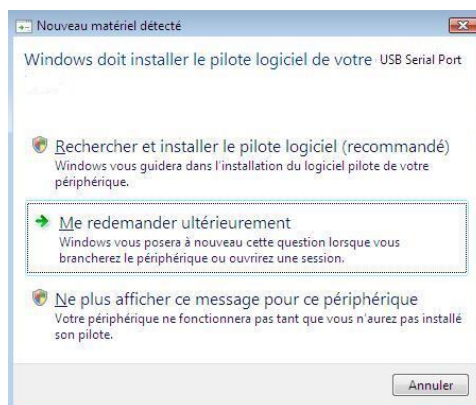 Nouveau matériel détecté
Windows doit installer le pilote logiciel de votre USB Serial Port
Rechercher et installer le pilote logiciel (recommandé)
Windows vous guidera dans l'installation du logiciel pilote de votre
périphérique.
Me redemander ultérieurement
Windows vous posera à nouveau cette question lorsque vous
brancherez le périphérique ou ouvrirez une session.
Ne plus afficher ce message pour ce périphérique
Votre périphérique ne fonctionnera pas tant que vous n'aurez pas installé
son pilote.
Annuler